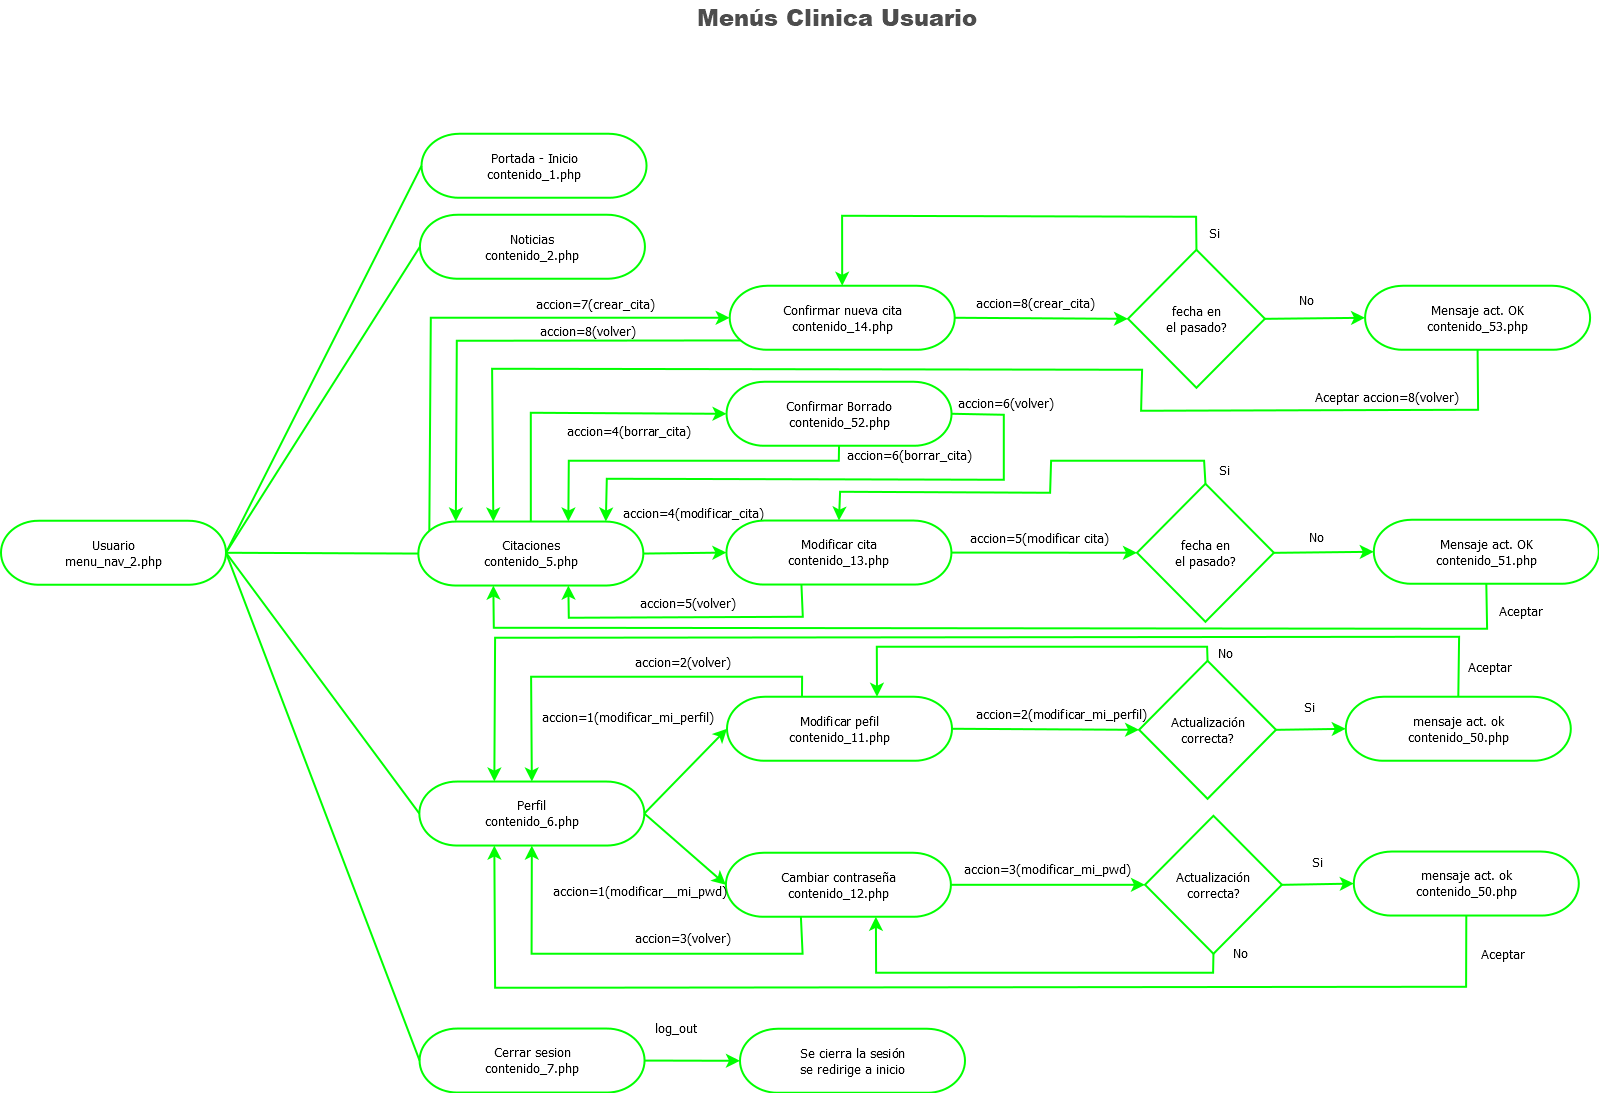 Menús Clinica Usuario
Portada - Inicio
contenido_1.php
Noticias
contenido_2.php
Si
accion=7(crear_cita)
accion=8(volver)
Confirmar nueva cita
contenido_14.php
accion=8(crear_cita)
fecha en
el pasado?
No
Mensaje act. OK
contenido_53.php
Aceptar accion=8(volver)
Confirmar Borrado
contenido_52.php
accion=6(volver)
accion=4(borrar_cita)
accion=6(borrar_cita)
Si
accion=4(modificar_cita)
Usuario
menu_nav_2.php
Citaciones
contenido_5.php
Modificar cita
contenido_13.php
accion=5(modificar cita)
fecha en
el pasado?
No
Mensaje act. OK
contenido_51.php
accion=5(volver)
Aceptar
accion=2(volver)
No
Aceptar
accion=1(modificar_mi_perfil)
Modificar pefil
contenido_11.php
accion=2(modificar_mi_perfil)
Actualización
correcta?
Si
mensaje act. ok
contenido_50.php
Perfil
contenido_6.php
accion=1(modificar__mi_pwd)
Cambiar contraseña
contenido_12.php
accion=3(modificar_mi_pwd)
Actualización
correcta?
Si
mensaje act. ok
contenido_50.php
accion=3(volver)
No
Aceptar
Cerrar sesion
contenido_7.php
log_out
Se cierra la sesión
se redirige a inicio